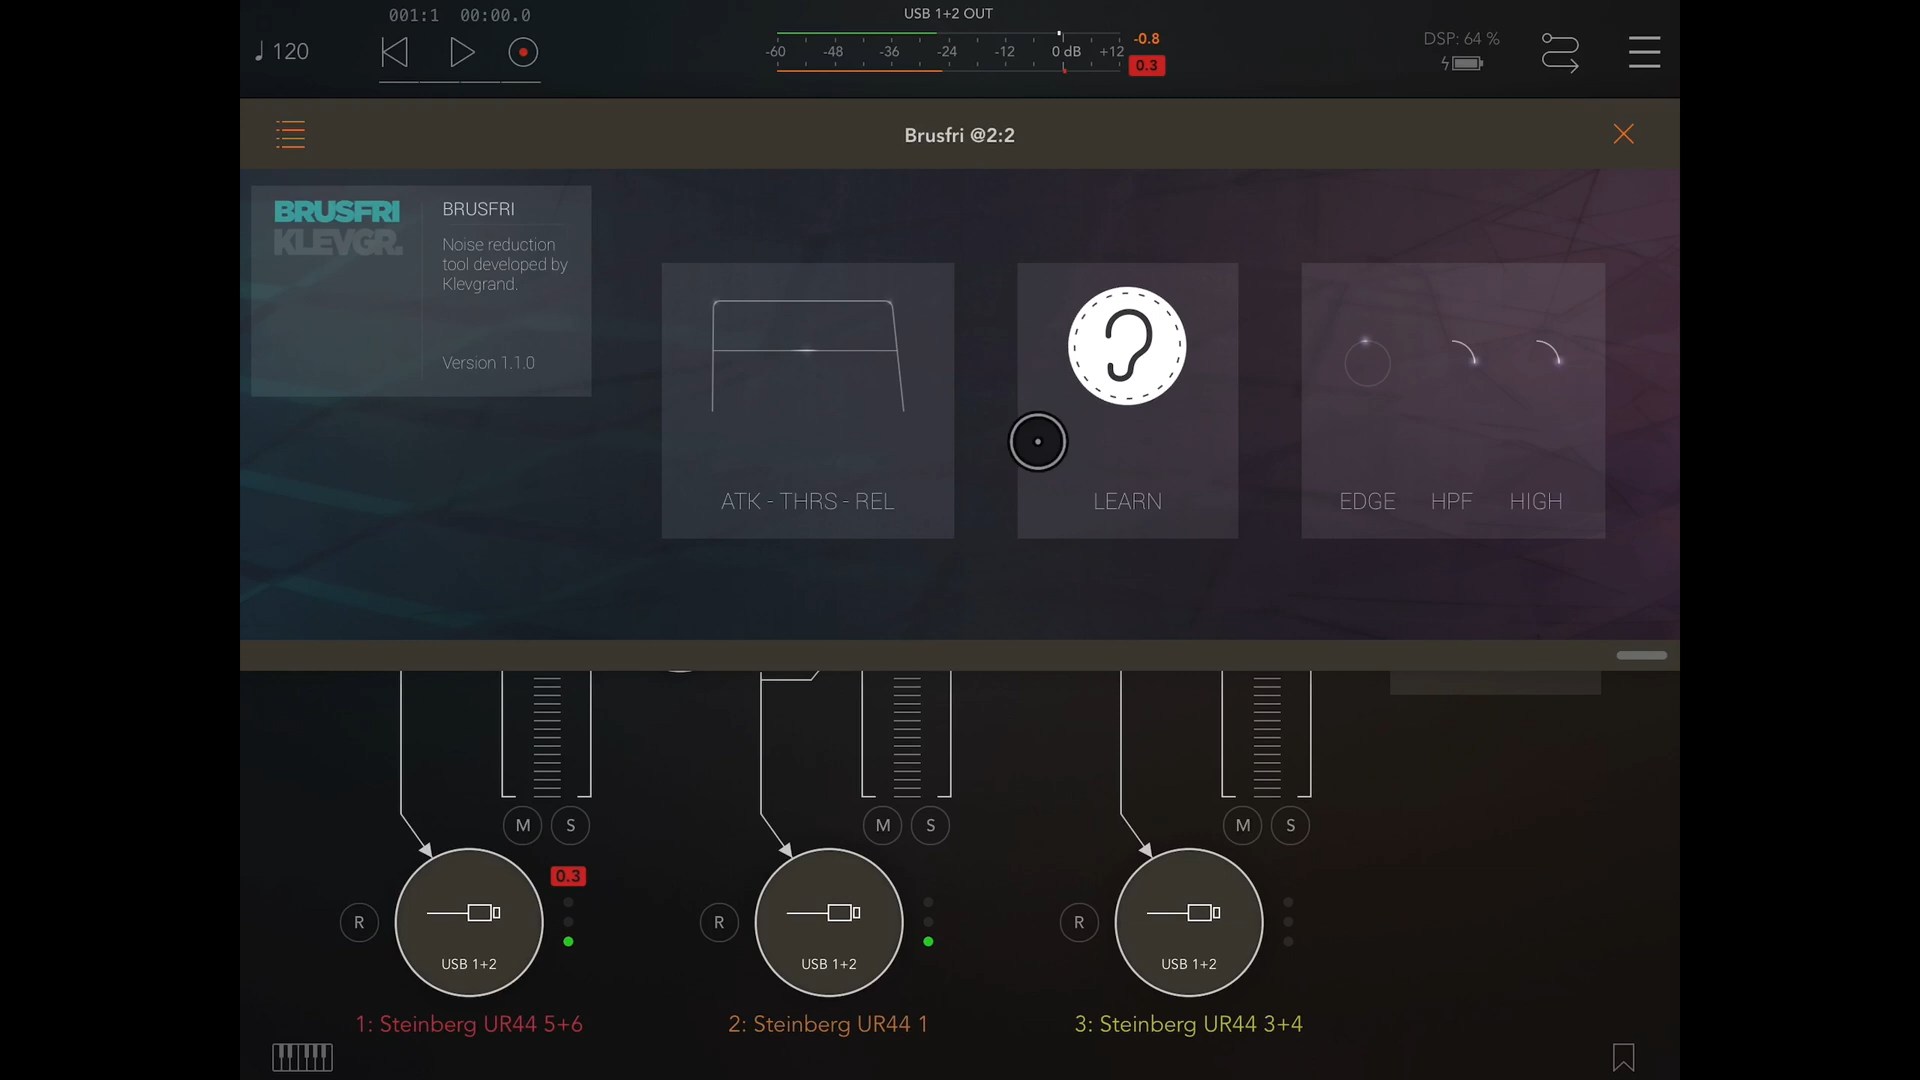 001:1 00:00.0
USB 1+2 OUT
120
-60 -48 -36 -24 -12 0 dB +12
-0.8
0.3
DSP: 64 %
Brusfri @2:2
BRUSFRI
KLEVGR.
BRUSFRI
Noise reduction
tool developed by
Klevgrand.
Version 1.1.0
ATK - THRS - REL
LEARN
EDGE HPF HIGH
M S
M S
M S
0.3
R
R
R
USB 1+2
USB 1+2
USB 1+2
1: Steinberg UR44 5+6
2: Steinberg UR44 1
3: Steinberg UR44 3+4